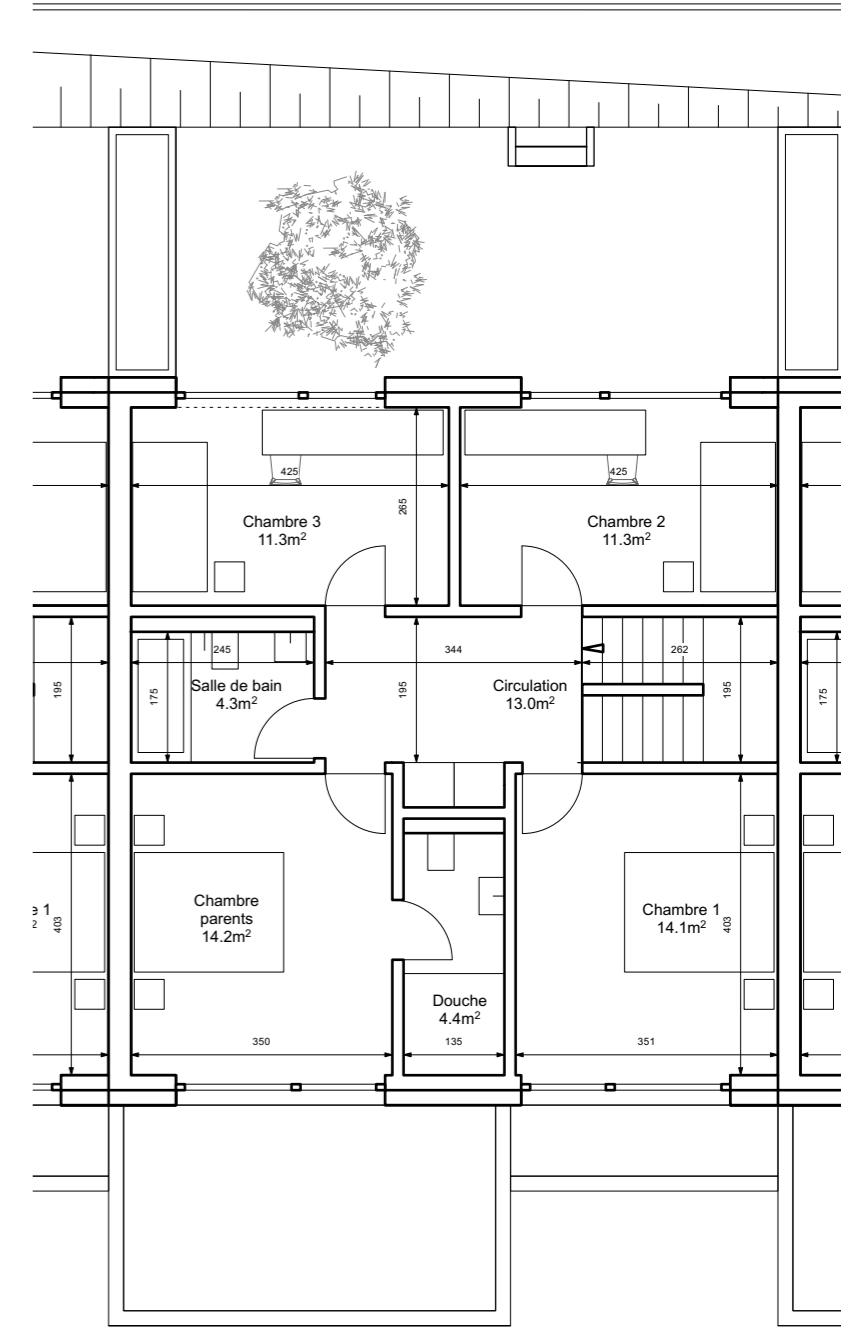 425
425
265
Chambre 3
11.3m²
Chambre 2
11.3m²
245
344
262
195
175
Salle de bain
4.3m²
195
Circulation
13.0m²
195
175
Chambre
parents
14.2m²
e 1
²
403
Chambre 1
14.1m²
403
Douche
4.4m²
350
135
351